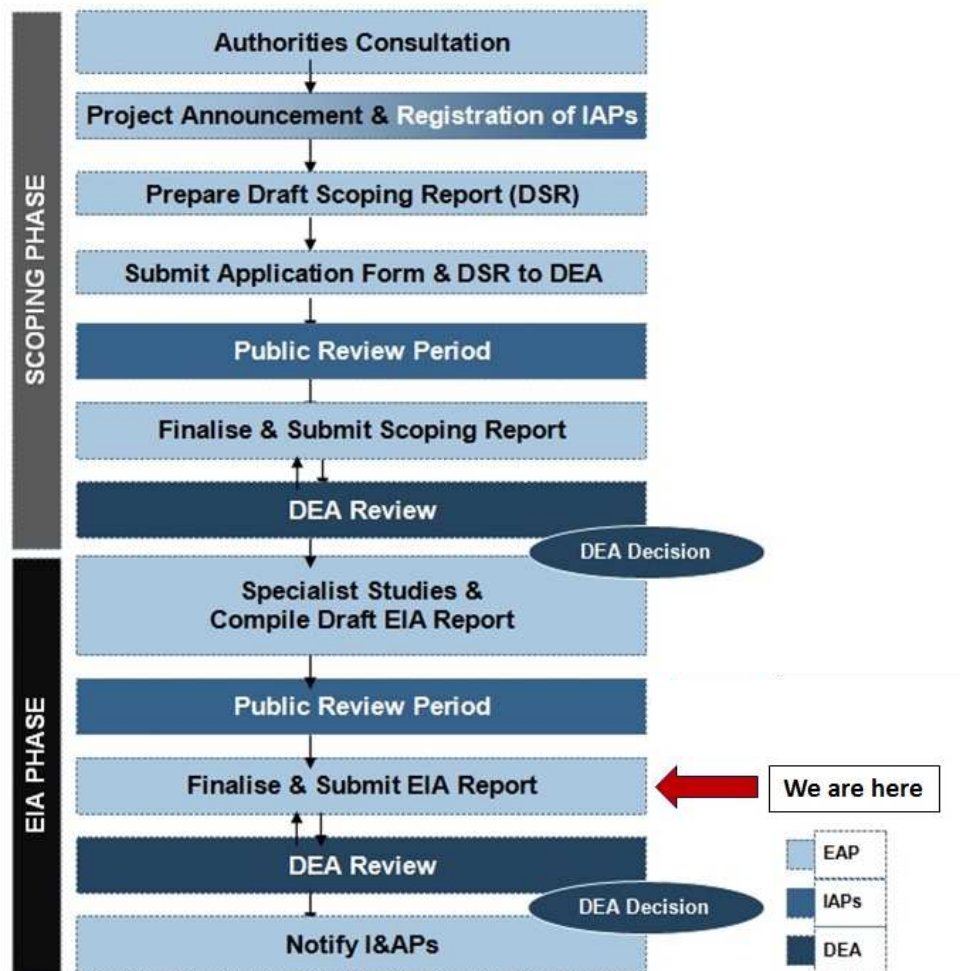 SCOPING PHASE
Authorities Consultation
Project Announcement & Registration of IAPs
Prepare Draft Scoping Report (DSR)
Submit Application Form & DSR to DEA
Public Review Period
Finalise & Submit Scoping Report
DEA Review
DEA Decision
EIA PHASE
Specialist Studies &
Compile Draft EIA Report
Public Review Period
Finalise & Submit EIA Report
We are here
DEA Review
DEA Decision
Notify I&APs
EAP
IAPs
DEA